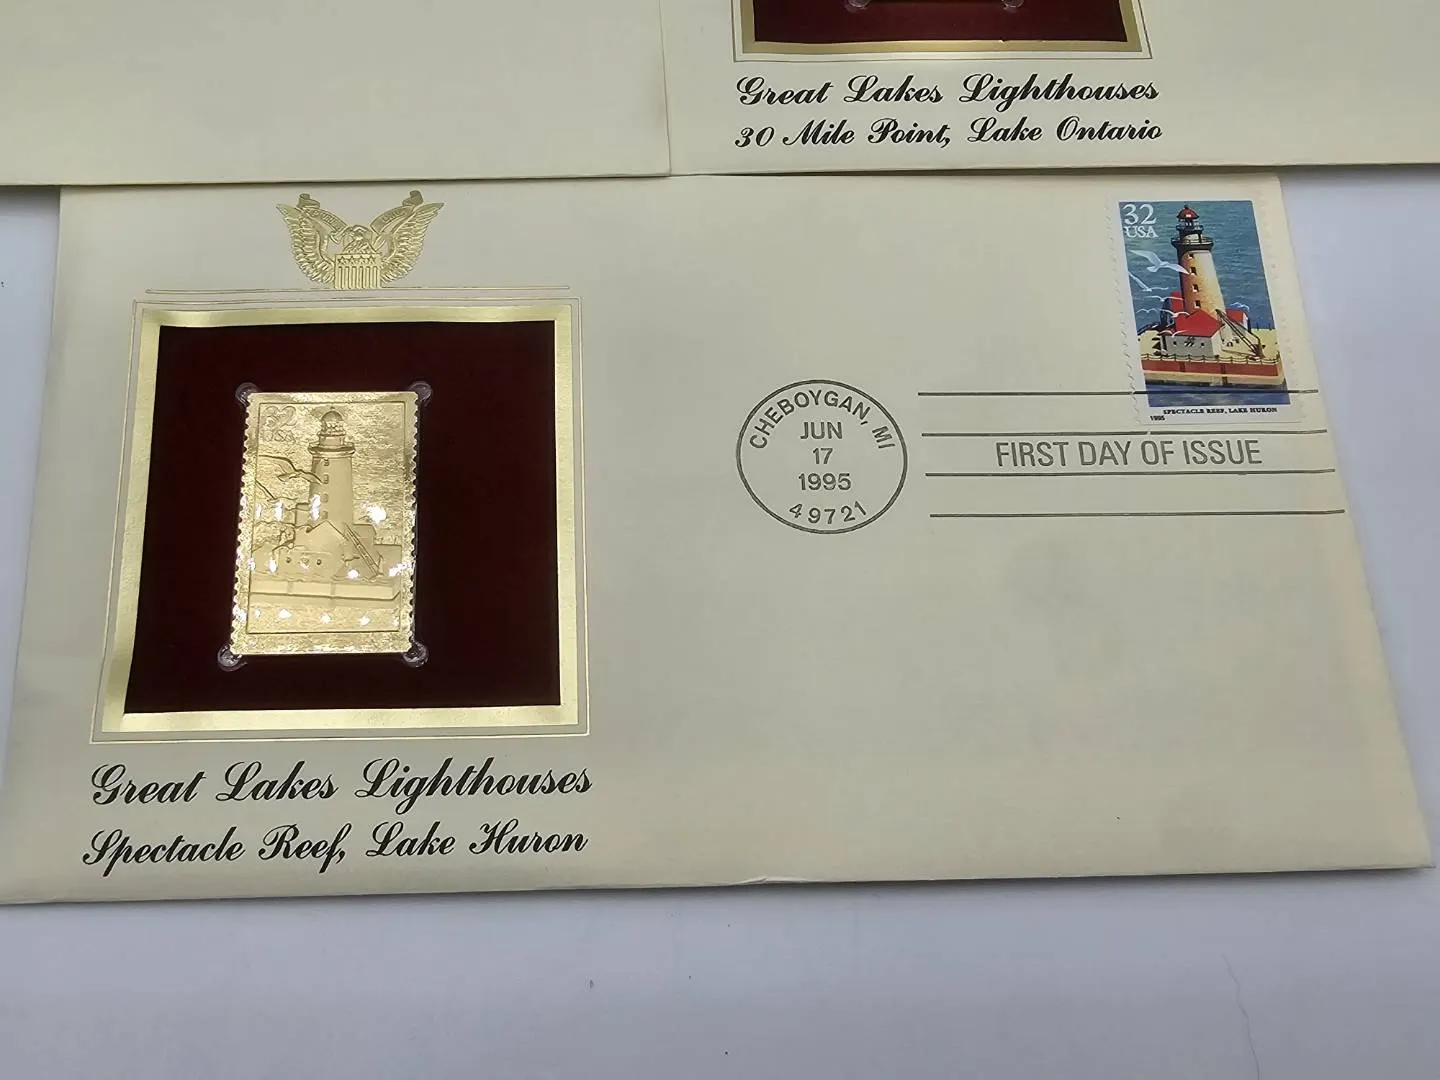 Great Lakes Lighthouses
30 Mile Point, Lake Ontario
32
USA
SPECTACLE REEF, LAKE HURON
1995
CHEBOYGAN, MI
JUN
17
1995
49721
FIRST DAY OF ISSUE
32
USA
Great Lakes Lighthouses
Spectacle Reef, Lake Huron